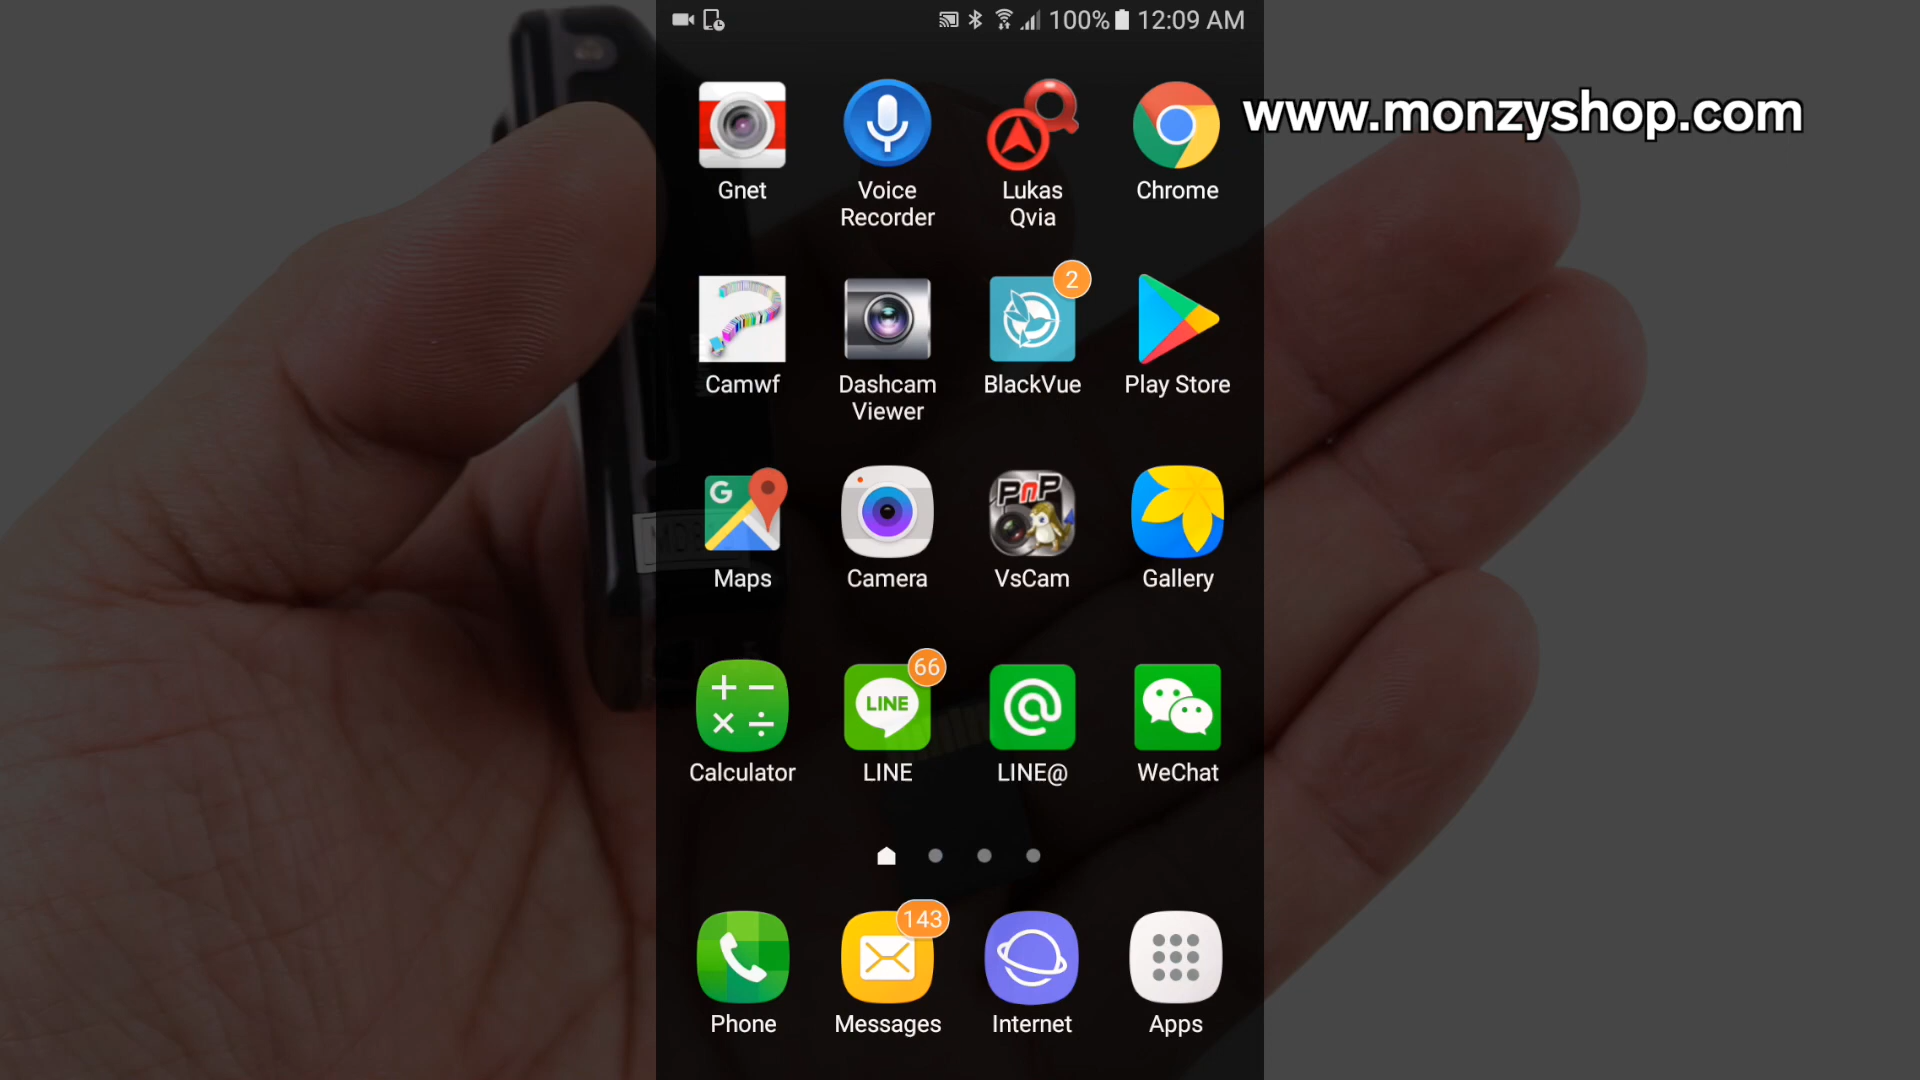 100% 12:09 AM
www.monzyshop.com
Gnet
Voice Recorder
Lukas Qvia
Chrome
2
Camwf
Dashcam Viewer
BlackVue
Play Store
G
PnP
Maps
Camera
VsCam
Gallery
66
LINE
@
Calculator
LINE
LINE@
WeChat
143
Phone
Messages
Internet
Apps